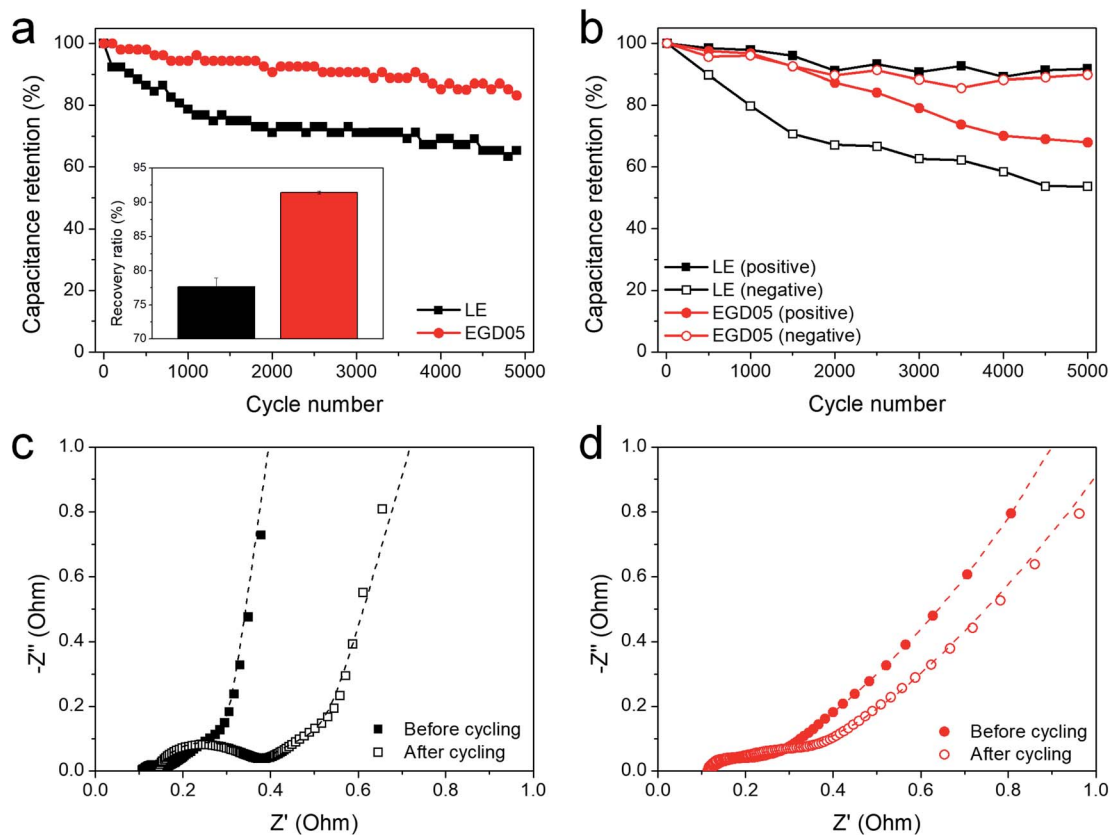 a
100
80
60
40
20
0
Capacitance retention (%)
0 1000 2000 3000 4000 5000
Cycle number
95
90
85
80
75
70
Recovery ratio (%)
LE
EGD05
b
100
80
60
40
20
0
Capacitance retention (%)
LE (positive)
LE (negative)
EGD05 (positive)
EGD05 (negative)
0 1000 2000 3000 4000 5000
Cycle number
c
1.0
0.8
0.6
0.4
0.2
0.0
-Z" (Ohm)
Before cycling
After cycling
0.0 0.2 0.4 0.6 0.8 1.0
Z' (Ohm)
d
1.0
0.8
0.6
0.4
0.2
0.0
-Z" (Ohm)
Before cycling
After cycling
0.0 0.2 0.4 0.6 0.8 1.0
Z' (Ohm)